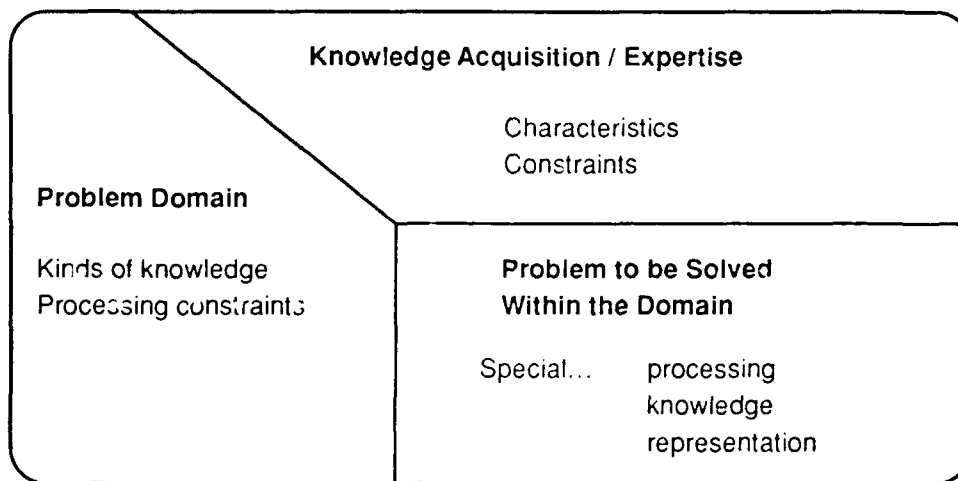 Knowledge Acquisition / Expertise
Characteristics
Constraints
Problem Domain
Kinds of knowledge
Processing constraints
Problem to be Solved
Within the Domain
Special... processing
knowledge
representation